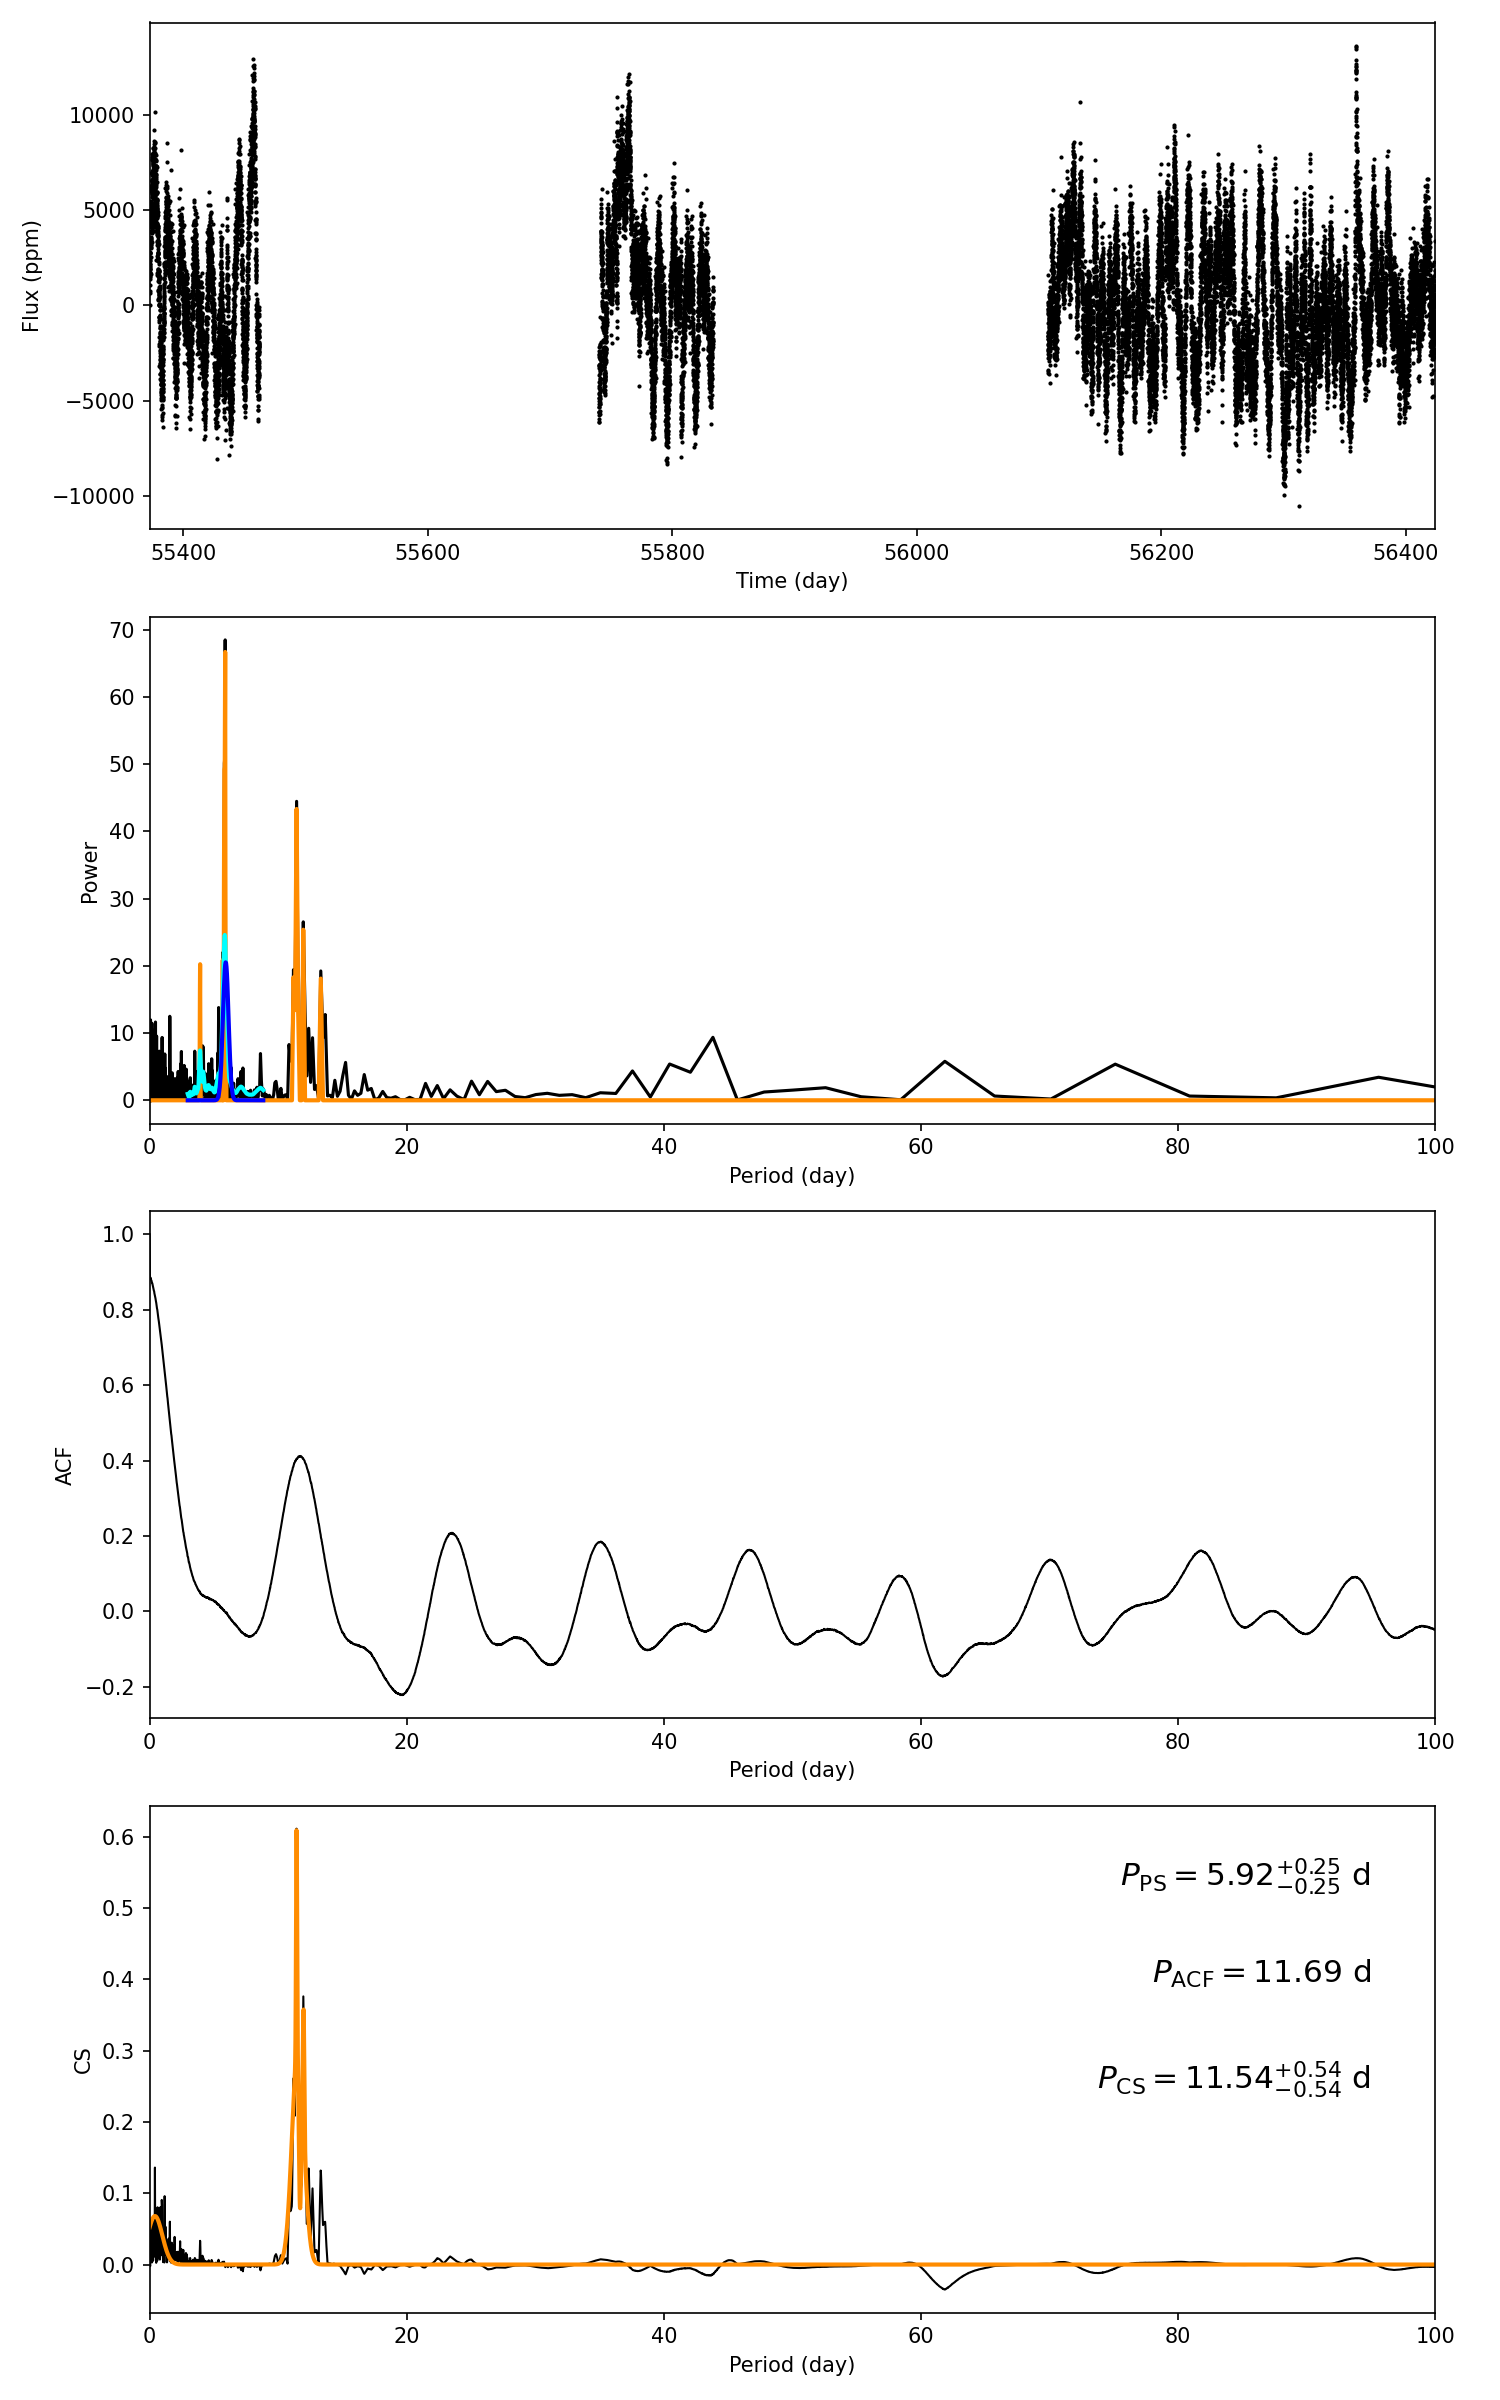 10000
5000
0
−5000
−10000
Flux (ppm)
55400 55600 55800 56000 56200 56400
Time (day)
70
60
50
40
30
20
10
0
Power
0 20 40 60 80 100
Period (day)
1.0
0.8
0.6
0.4
0.2
0.0
−0.2
ACF
0 20 40 60 80 100
Period (day)
0.6
0.5
0.4
0.3
0.2
0.1
0.0
CS
P_PS = 5.92 +0.25 −0.25 d
P_ACF = 11.69 d
P_CS = 11.54 +0.54 −0.54 d
0 20 40 60 80 100
Period (day)